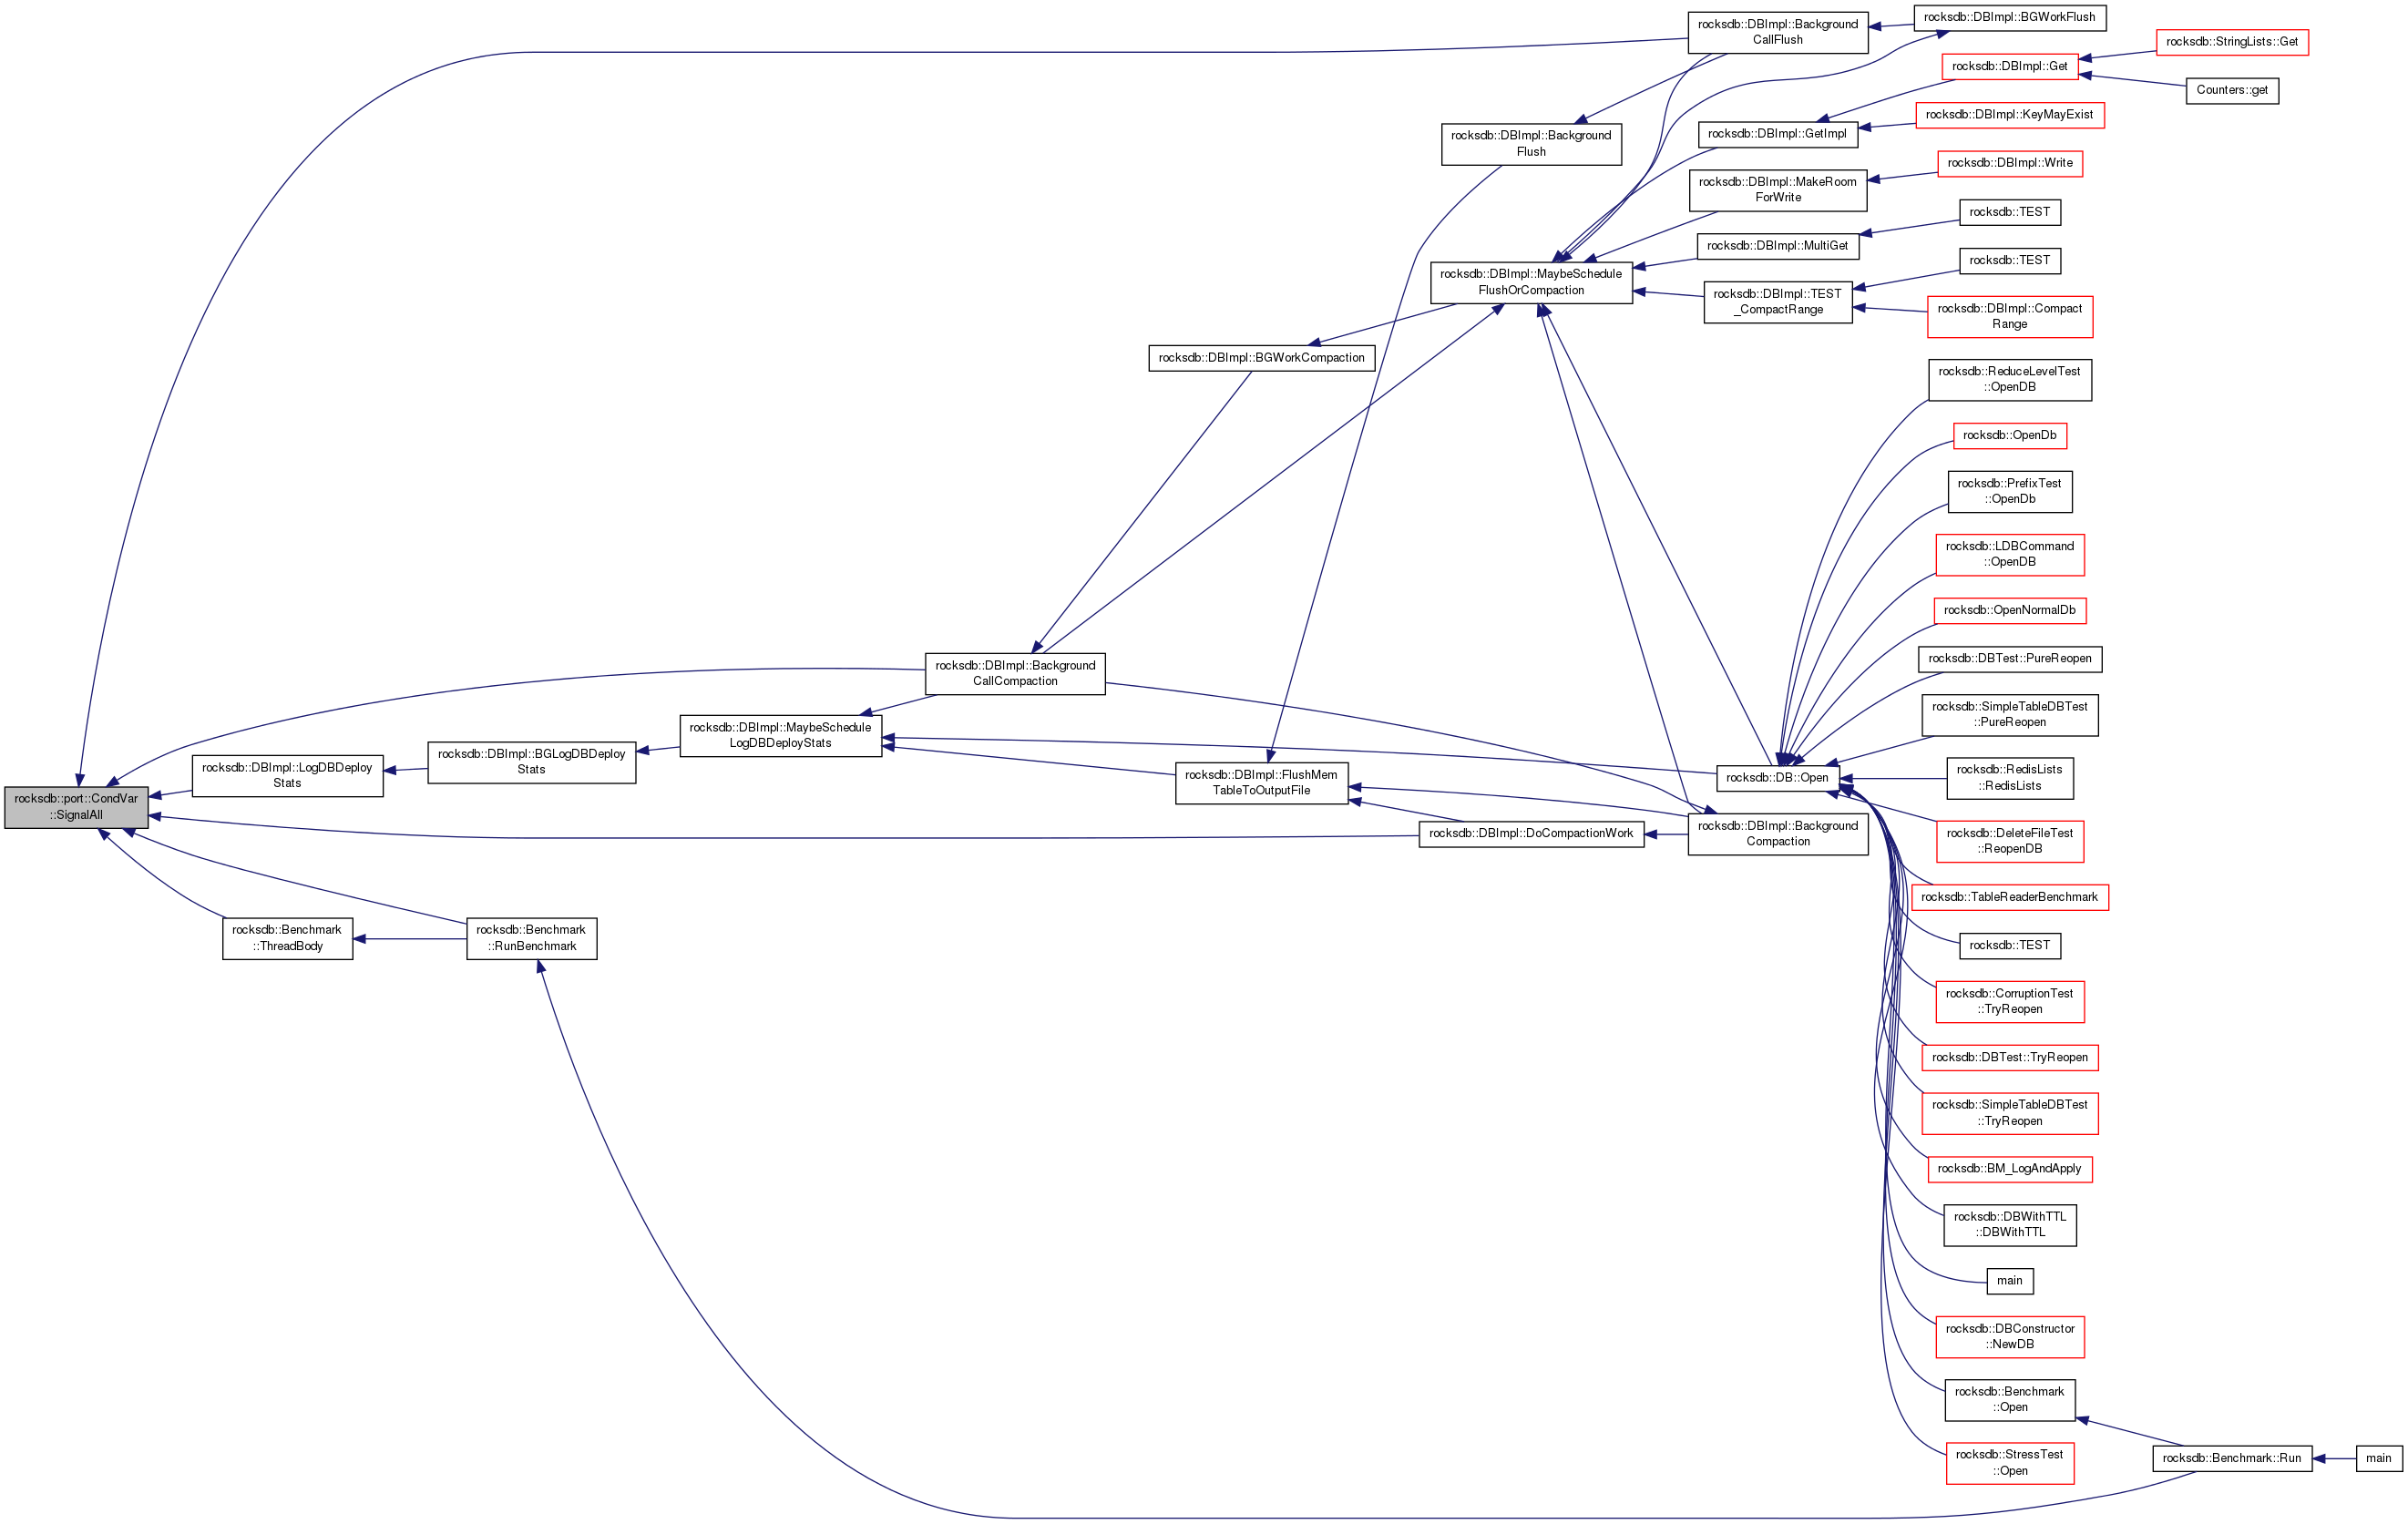 rocksdb::port::CondVar
::SignalAll
rocksdb::DBImpl::LogDBDeploy
Stats
rocksdb::Benchmark
::ThreadBody
rocksdb::DBImpl::BGLogDBDeploy
Stats
rocksdb::Benchmark
::RunBenchmark
rocksdb::DBImpl::MaybeSchedule
LogDBDeployStats
rocksdb::DBImpl::Background
CallCompaction
rocksdb::DBImpl::BGWorkCompaction
rocksdb::DBImpl::FlushMem
TableToOutputFile
rocksdb::DBImpl::Background
Flush
rocksdb::DBImpl::MaybeSchedule
FlushOrCompaction
rocksdb::DBImpl::DoCompactionWork
rocksdb::DBImpl::Background
CallFlush
rocksdb::DBImpl::GetImpl
rocksdb::DBImpl::MakeRoom
ForWrite
rocksdb::DBImpl::MultiGet
rocksdb::DBImpl::TEST
_CompactRange
rocksdb::DB::Open
rocksdb::DBImpl::Background
Compaction
rocksdb::DBImpl::BGWorkFlush
rocksdb::DBImpl::Get
rocksdb::DBImpl::KeyMayExist
rocksdb::DBImpl::Write
rocksdb::TEST
rocksdb::TEST
rocksdb::DBImpl::Compact
Range
rocksdb::ReduceLevelTest
::OpenDB
rocksdb::OpenDb
rocksdb::PrefixTest
::OpenDb
rocksdb::LDBCommand
::OpenDB
rocksdb::OpenNormalDb
rocksdb::DBTest::PureReopen
rocksdb::SimpleTableDBTest
::PureReopen
rocksdb::RedisLists
::RedisLists
rocksdb::DeleteFileTest
::ReopenDB
rocksdb::TableReaderBenchmark
rocksdb::TEST
rocksdb::CorruptionTest
::TryReopen
rocksdb::DBTest::TryReopen
rocksdb::SimpleTableDBTest
::TryReopen
rocksdb::BM_LogAndApply
rocksdb::DBWithTTL
::DBWithTTL
main
rocksdb::DBConstructor
::NewDB
rocksdb::Benchmark
::Open
rocksdb::StressTest
::Open
rocksdb::StringLists::Get
Counters::get
rocksdb::Benchmark::Run
main